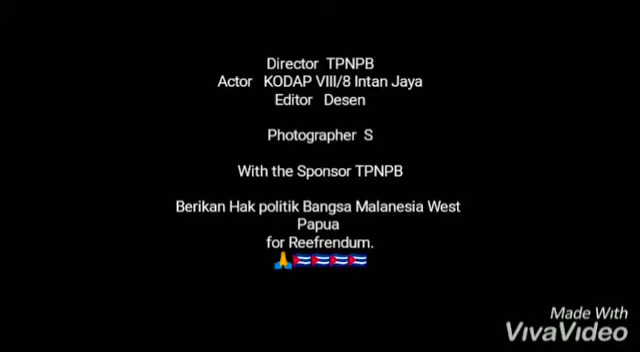 Director TPNPB
Actor KODAP VIII/8 Intan Jaya
Editor Desen
Photographer S
With the Sponsor TPNPB
Berikan Hak politik Bangsa Malanesia West
Papua
for Reefrendum.
🙏🇨🇺🇨🇺🇨🇺🇨🇺
Made With
VivaVideo